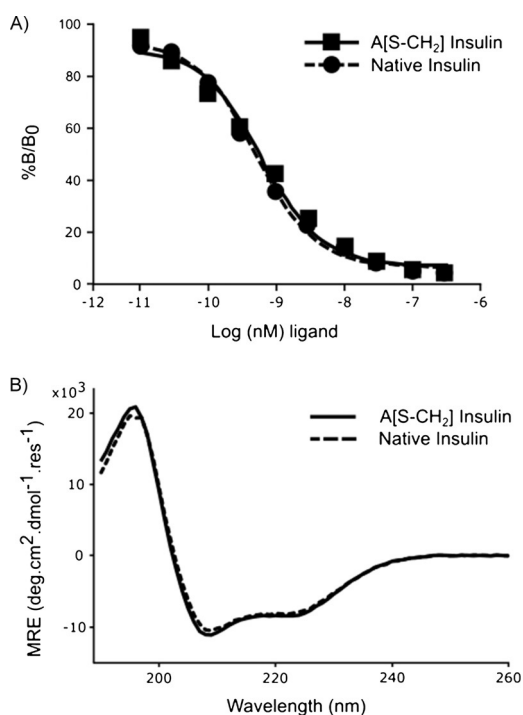 A)
A[S-CH₂] Insulin
Native Insulin
%B/B₀
100
80
60
40
20
0
-12 -11 -10 -9 -8 -7 -6
Log (nM) ligand
B)
x10³
A[S-CH₂] Insulin
Native Insulin
MRE (deg.cm².dmol⁻¹.res⁻¹)
20
10
0
-10
200 220 240 260
Wavelength (nm)